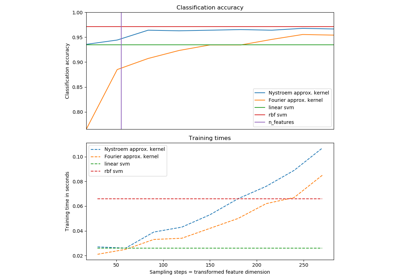 Classification accuracy
1.00
0.95
0.90
0.85
0.80
Classification accuracy
Nystroem approx. kernel
Fourier approx. kernel
linear svm
rbf svm
n_features
Training times
0.10
0.08
0.06
0.04
0.02
Training time in seconds
Nystroem approx. kernel
Fourier approx. kernel
linear svm
rbf svm
50 100 150 200 250
Sampling steps = transformed feature dimension